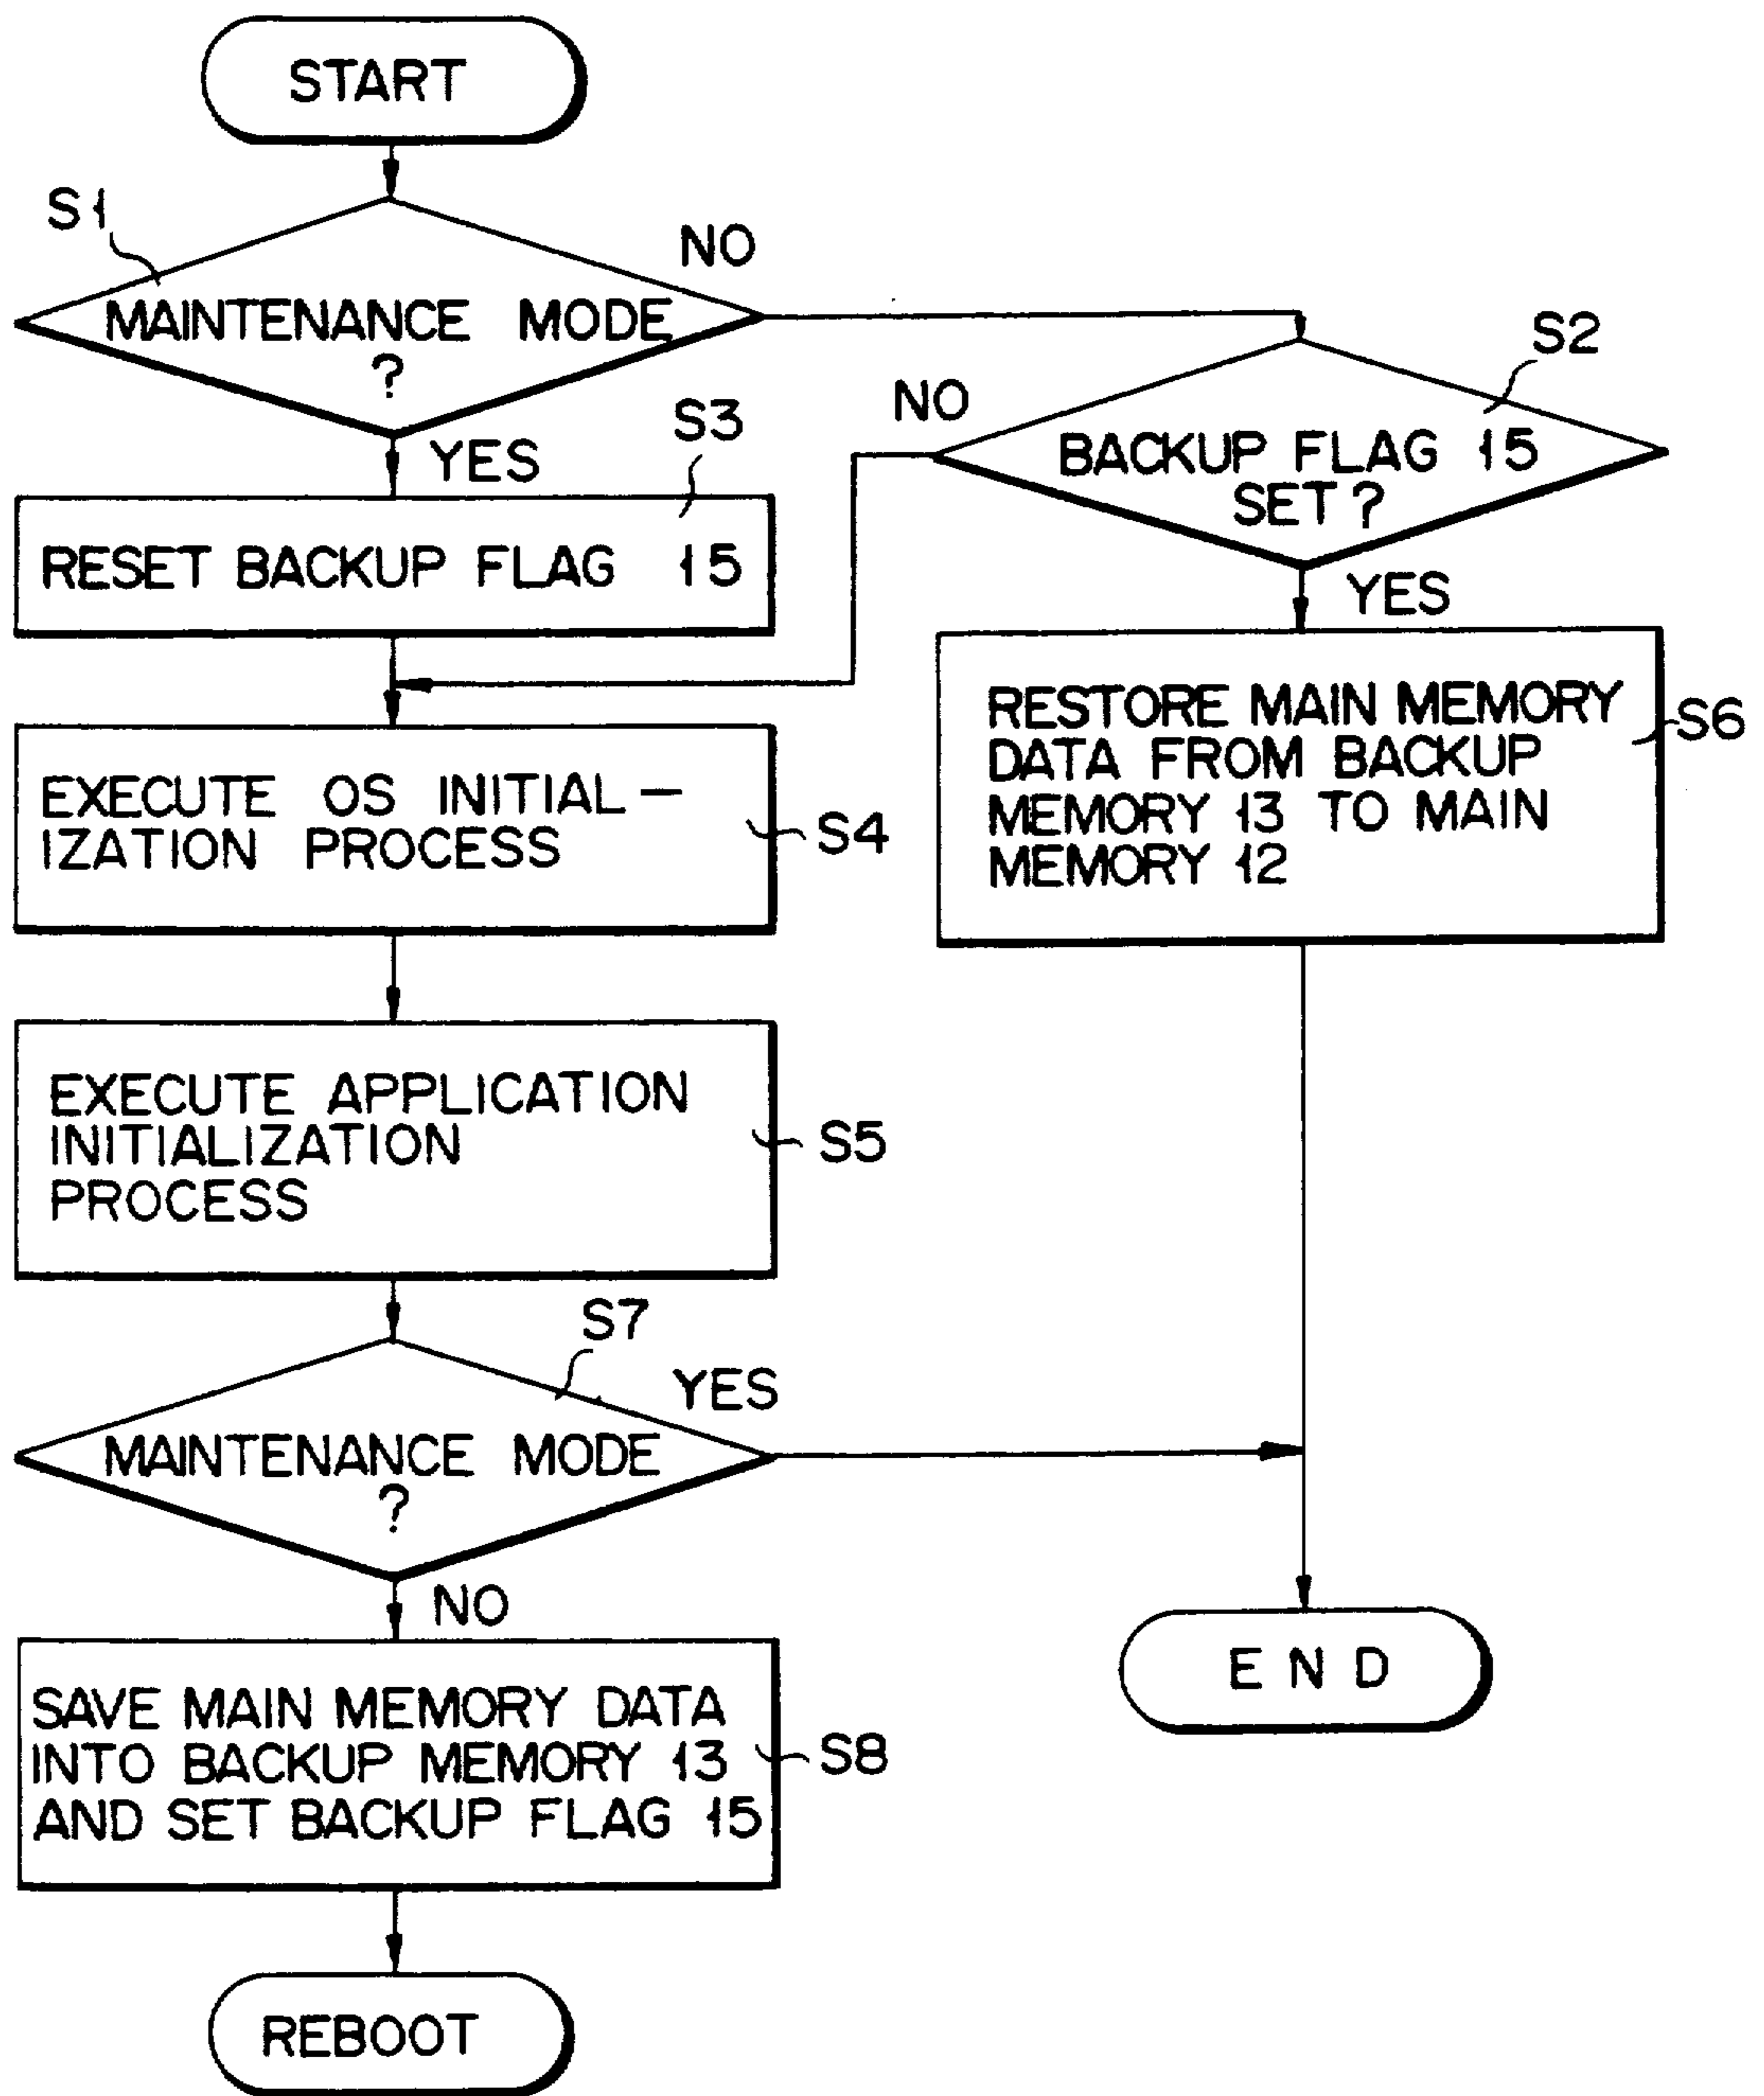 START
S1
NO
MAINTENANCE MODE
?
YES
S3
RESET BACKUP FLAG 15
S2
NO
BACKUP FLAG 15
SET ?
YES
RESTORE MAIN MEMORY
DATA FROM BACKUP
MEMORY 13 TO MAIN
MEMORY 12
S6
EXECUTE OS INITIAL-
IZATION PROCESS
S4
EXECUTE APPLICATION
INITIALIZATION
PROCESS
S5
S7
YES
MAINTENANCE MODE
?
NO
SAVE MAIN MEMORY DATA
INTO BACKUP MEMORY 13
AND SET BACKUP FLAG 15
S8
END
REBOOT